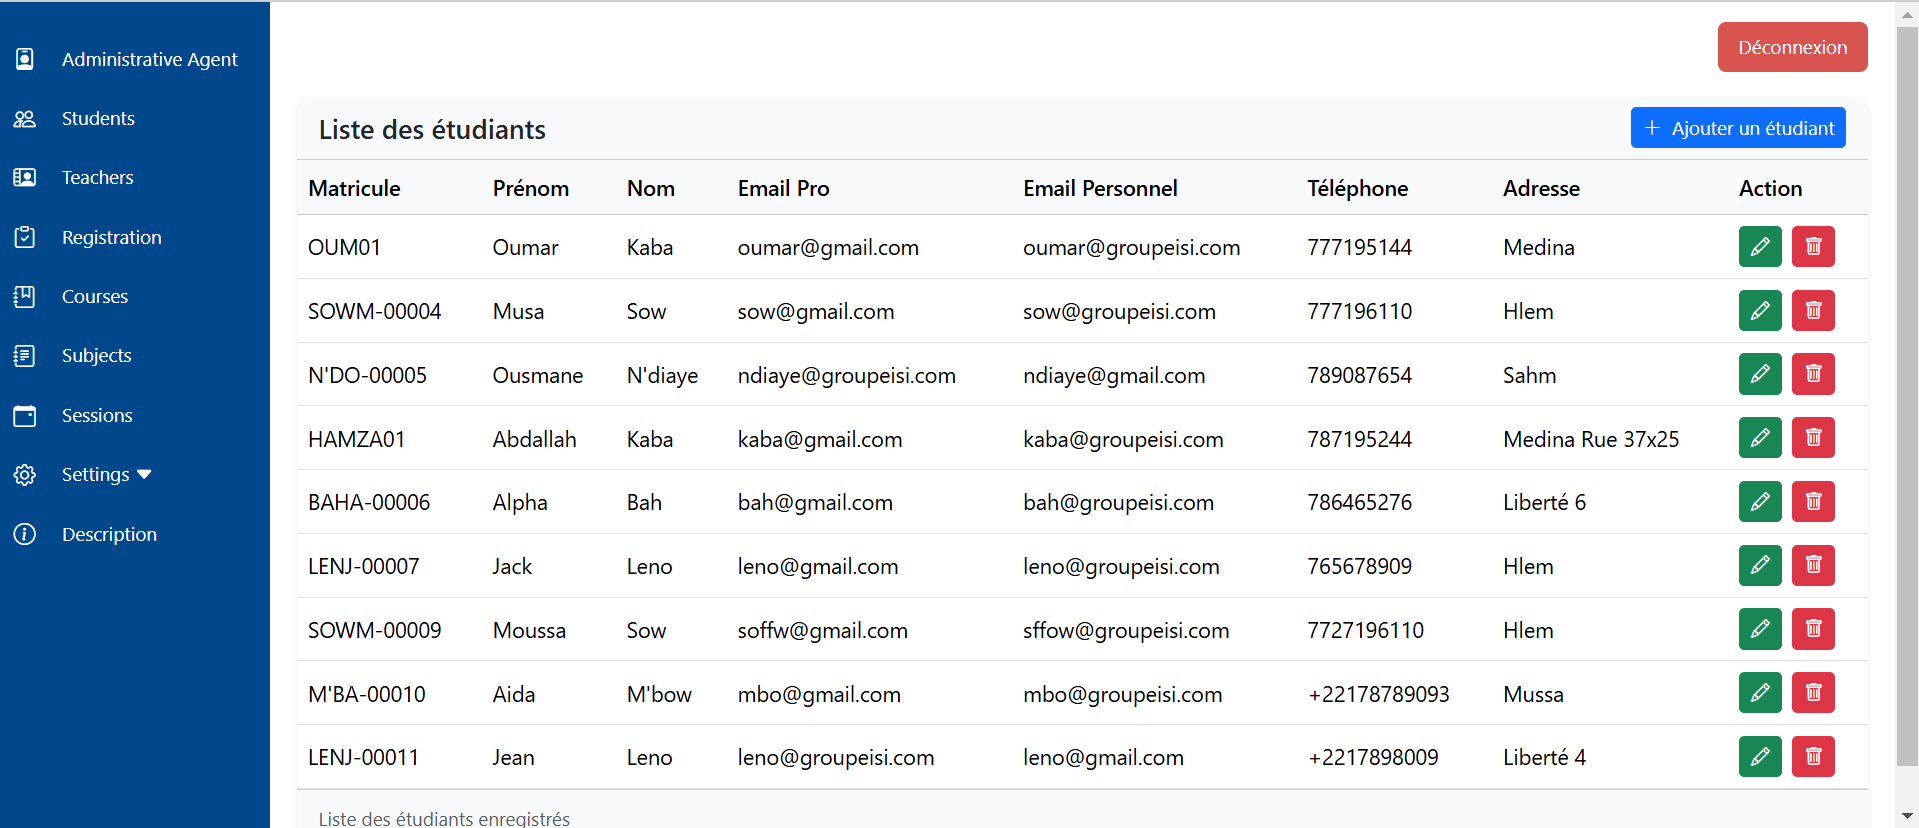 Administrative Agent
Students
Teachers
Registration
Courses
Subjects
Sessions
Settings
Description
Déconnexion
Liste des étudiants
+ Ajouter un étudiant
Matricule Prénom Nom Email Pro Email Personnel Téléphone Adresse Action
OUM01 Oumar Kaba oumar@gmail.com oumar@groupeisi.com 777195144 Medina
SOWM-00004 Musa Sow sow@gmail.com sow@groupeisi.com 777196110 Hlem
N'DO-00005 Ousmane N'diaye ndiaye@groupeisi.com ndiaye@gmail.com 789087654 Sahm
HAMZA01 Abdallah Kaba kaba@gmail.com kaba@groupeisi.com 787195244 Medina Rue 37x25
BAHA-00006 Alpha Bah bah@gmail.com bah@groupeisi.com 786465276 Liberté 6
LENJ-00007 Jack Leno leno@gmail.com leno@groupeisi.com 765678909 Hlem
SOWM-00009 Moussa Sow soffw@gmail.com sffow@groupeisi.com 7727196110 Hlem
M'BA-00010 Aida M'bow mbo@gmail.com mbo@groupeisi.com +22178789093 Mussa
LENJ-00011 Jean Leno leno@groupeisi.com leno@gmail.com +2217898009 Liberté 4
Liste des étudiants enregistrés